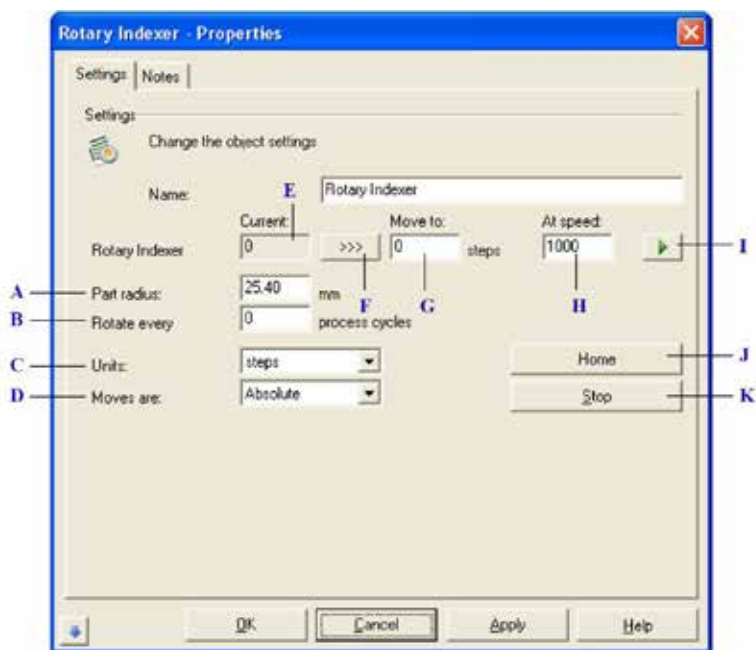 Rotary Indexer - Properties
Settings Notes
Settings
Change the object settings
Name: E Rotary Indexer
Current: Move to: At speed:
Rotary Indexer 0 >>> 0 steps 1000 I
A Part radius: 25.40 mm F G H
B Rotate every 0 process cycles
C Units: steps Home J
D Moves are: Absolute Stop K
OK Cancel Apply Help